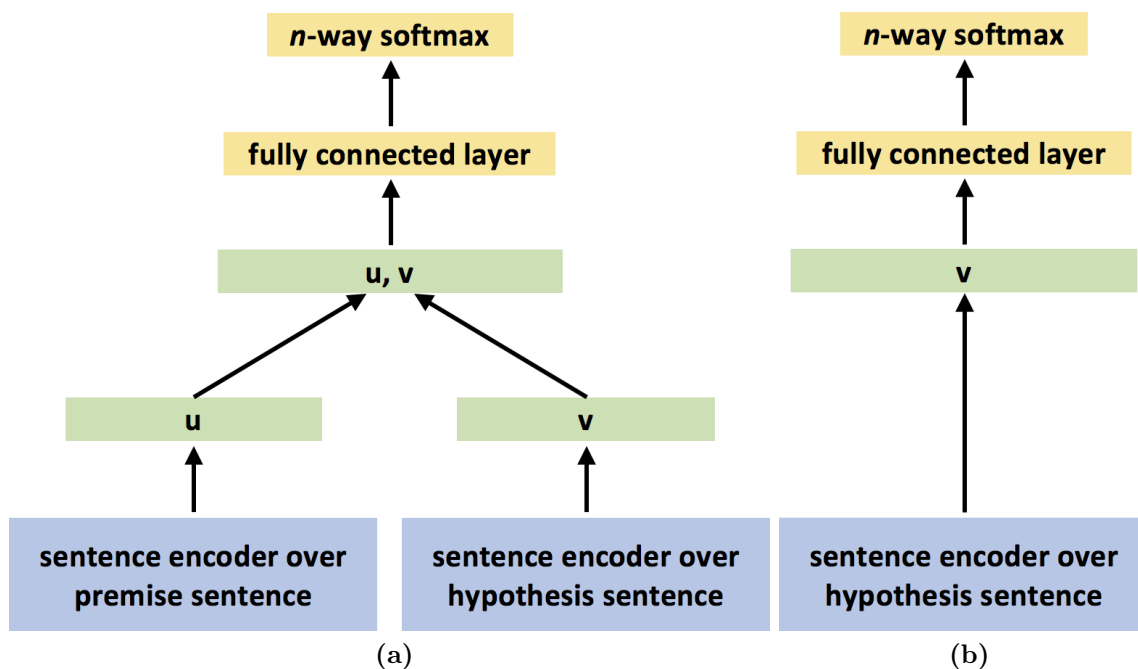 n-way softmax
fully connected layer
u, v
u
v
sentence encoder over
premise sentence
sentence encoder over
hypothesis sentence
(a)
n-way softmax
fully connected layer
v
sentence encoder over
hypothesis sentence
(b)